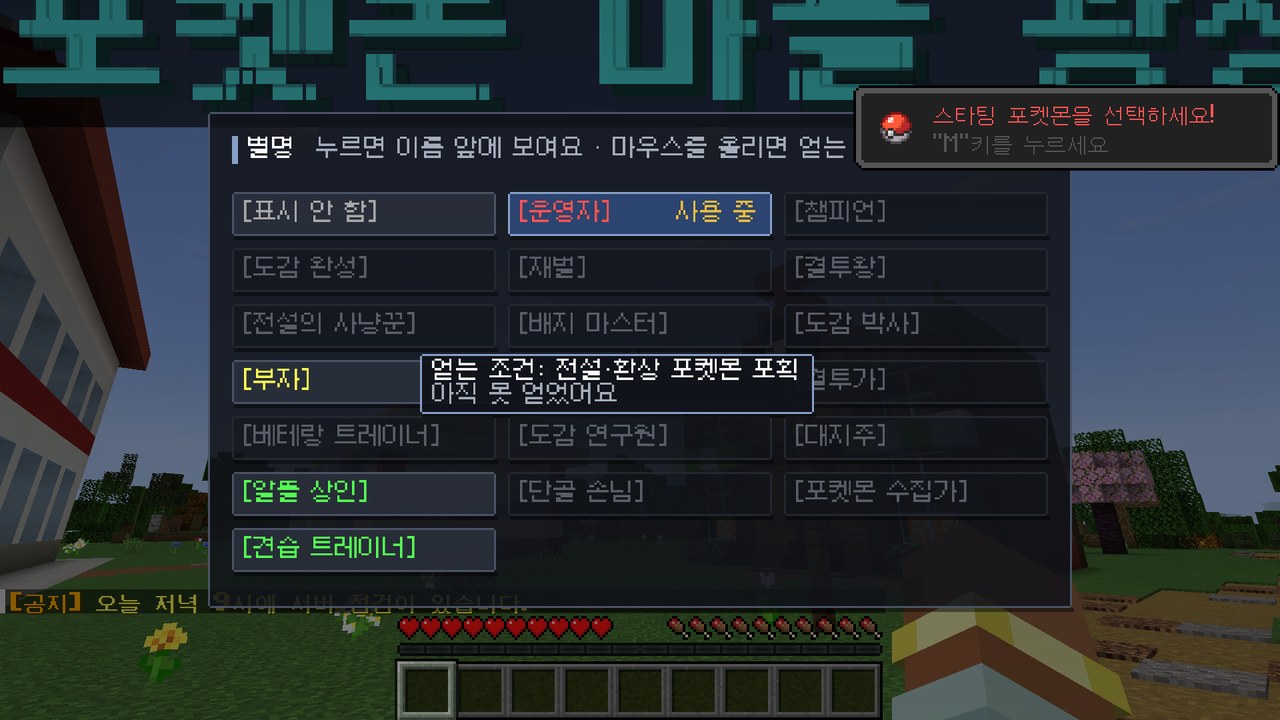 포켓몬 마을
스타팅 포켓몬을 선택하세요!
"M"키를 누르세요
별명 누르면 이름 앞에 보여요 · 마우스를 올리면 얻는
[표시 안 함]
[운영자] 사용 중
[챔피언]
[도감 완성]
[재벌]
[결투왕]
[전설의 사냥꾼]
[배지 마스터]
[도감 박사]
[부자]
얻는 조건: 전설·환상 포켓몬 포획
아직 못 얻었어요
결투가]
[베테랑 트레이너]
[도감 연구원]
[대지주]
[알뜰 상인]
[단골 손님]
[포켓몬 수집가]
[견습 트레이너]
[공지] 오늘 저녁 9시에 서버 점검이 있습니다.